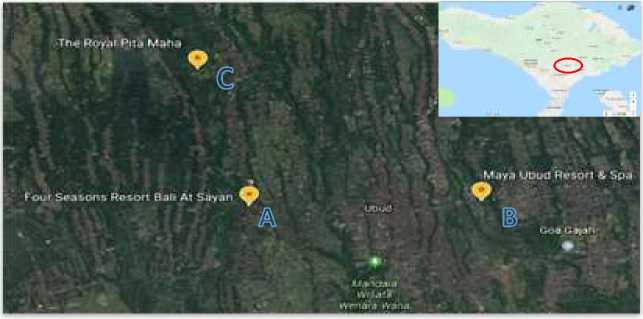 The Royal Pita Maha
C
Four Seasons Resort Bali At Sayan
A
Maya Ubud Resort & Spa
B
Ubud
Goa Gajah
Mandala
Wisata
Wenara Wana